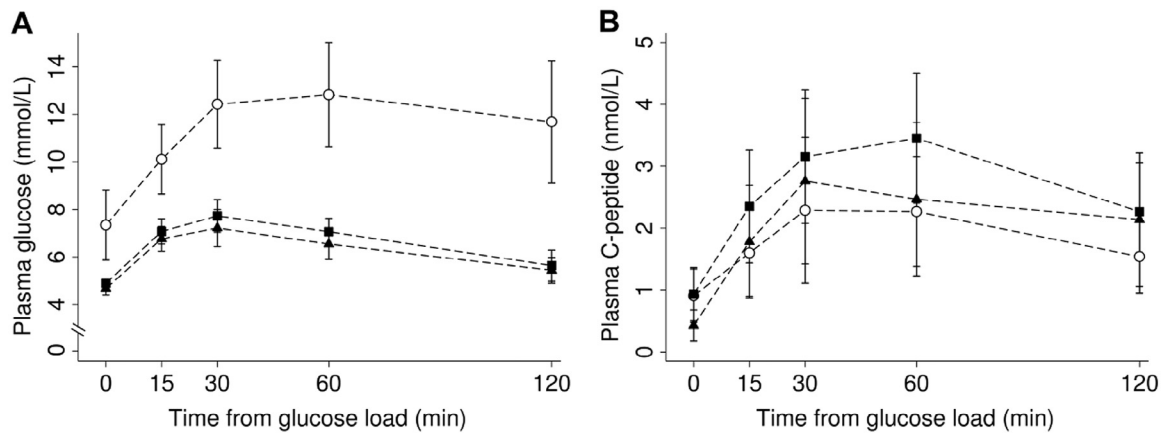 A
Plasma glucose (mmol/L)
14
12
10
8
6
4
0
0 15 30 60 120
Time from glucose load (min)
B
Plasma C-peptide (nmol/L)
5
4
3
2
1
0
0 15 30 60 120
Time from glucose load (min)